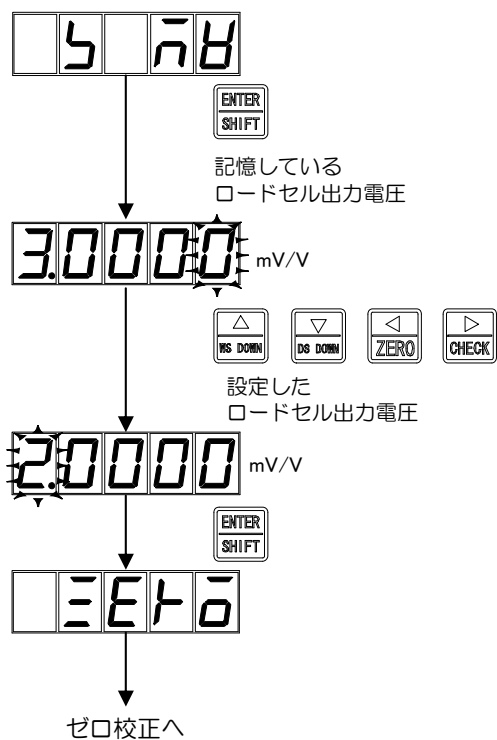 ENTER
SHIFT
記憶している
ロードセル出力電圧
3.0000 mV/V
△ ▽ ◁ ▷
WS DOWN DS DOWN ZERO CHECK
設定した
ロードセル出力電圧
2.0000 mV/V
ENTER
SHIFT
ZEro
ゼロ校正へ